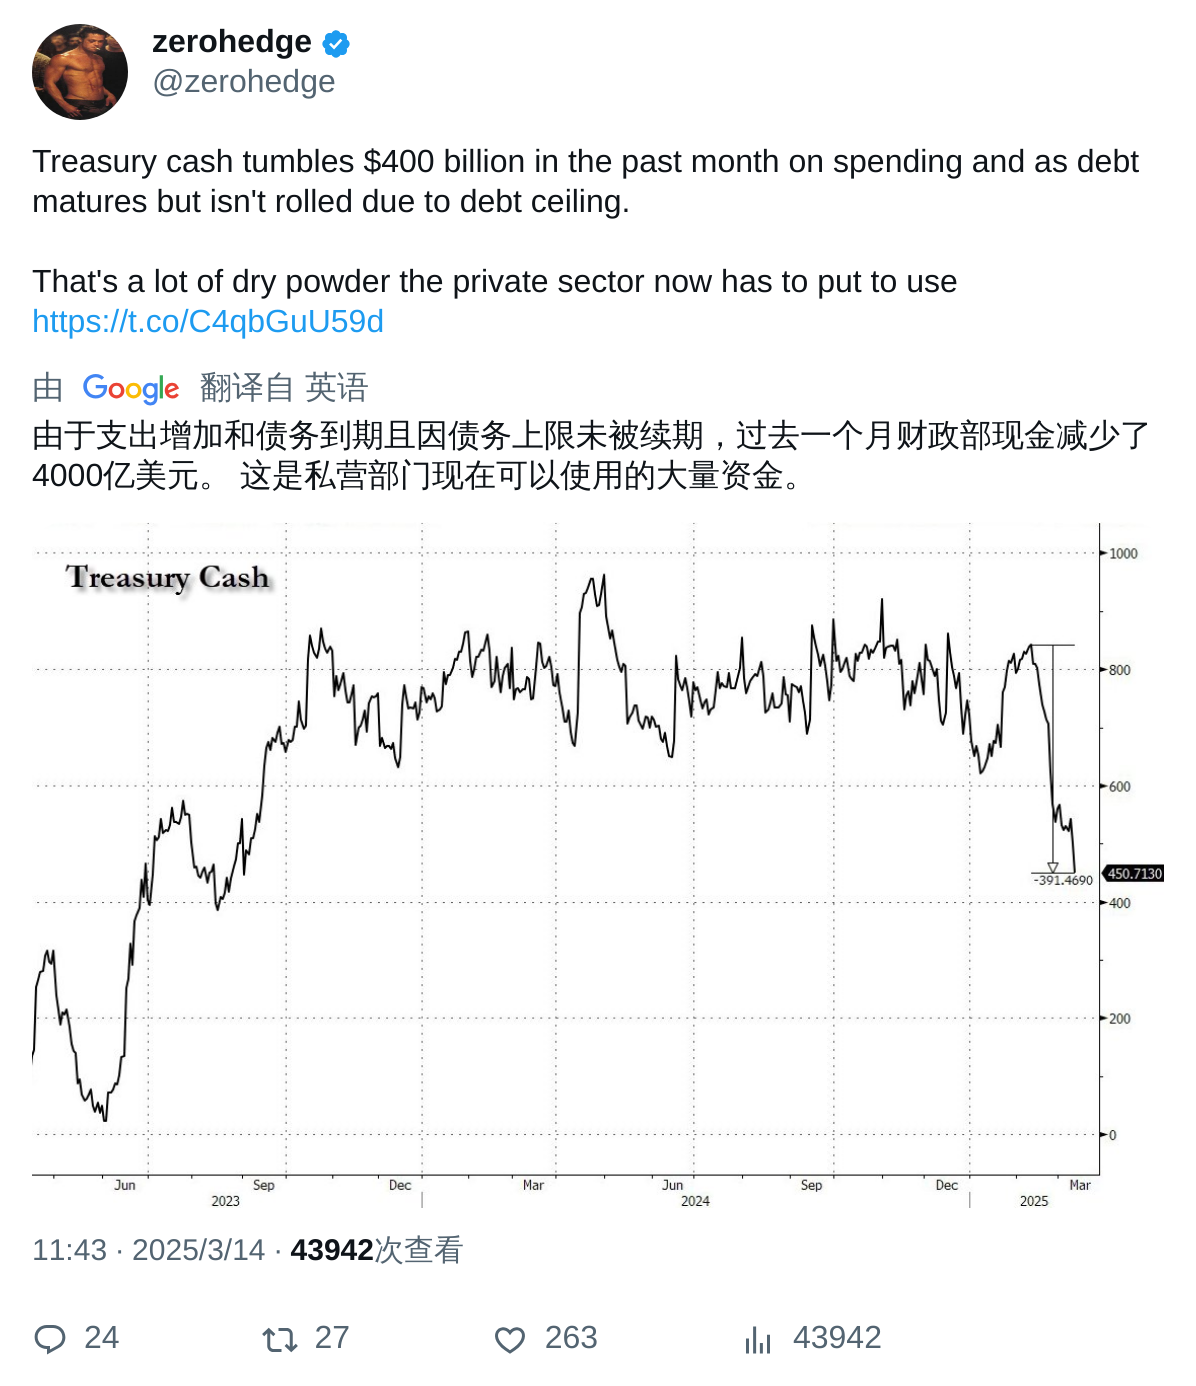 zerohedge
@zerohedge
Treasury cash tumbles $400 billion in the past month on spending and as debt
matures but isn't rolled due to debt ceiling.
That's a lot of dry powder the private sector now has to put to use
https://t.co/C4qbGuU59d
由 Google 翻译自 英语
由于支出增加和债务到期且因债务上限未被续期，过去一个月财政部现金减少了
4000亿美元。 这是私营部门现在可以使用的大量资金。
Treasury Cash
1000
800
600
-391.4690
450.7130
400
200
0
Jun Sep Dec Mar Jun Sep Dec Mar
2023 2024 2025
11:43 · 2025/3/14 · 43942次查看
24 27 263 43942